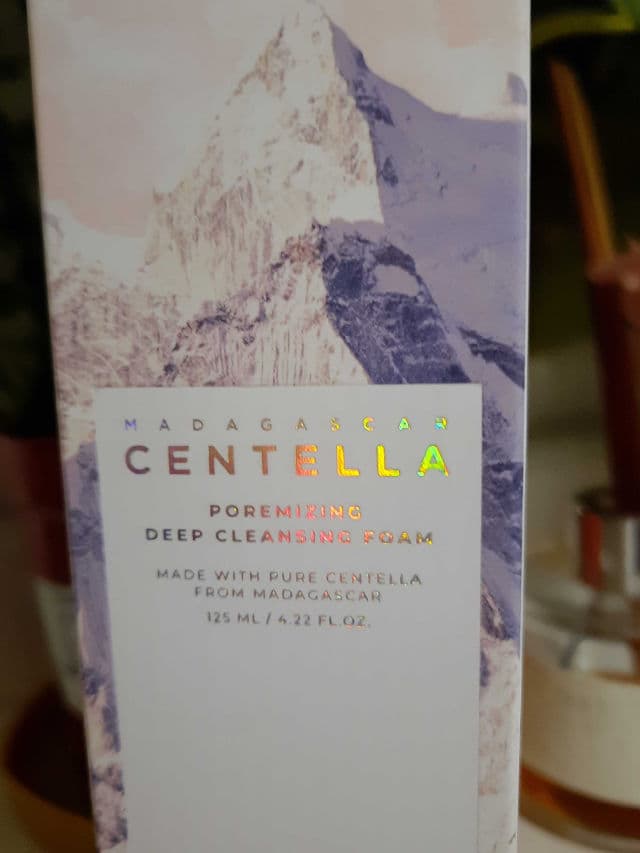 MADAGASCAR
CENTELLA
POREMIZING
DEEP CLEANSING FOAM
MADE WITH PURE CENTELLA
FROM MADAGASCAR
125 ML / 4.22 FL.OZ.